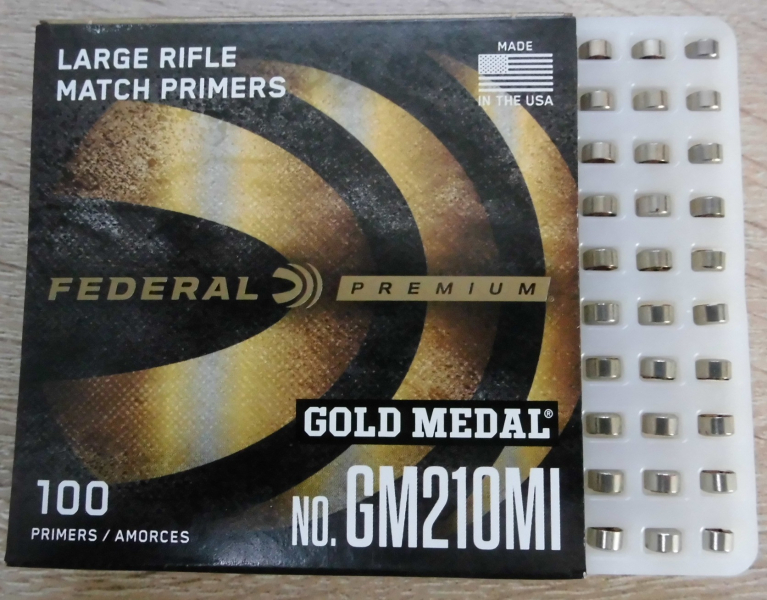 LARGE RIFLE
MATCH PRIMERS
MADE
IN THE USA
FEDERAL PREMIUM
GOLD MEDAL®
NO. GM210MI
100
PRIMERS / AMORCES